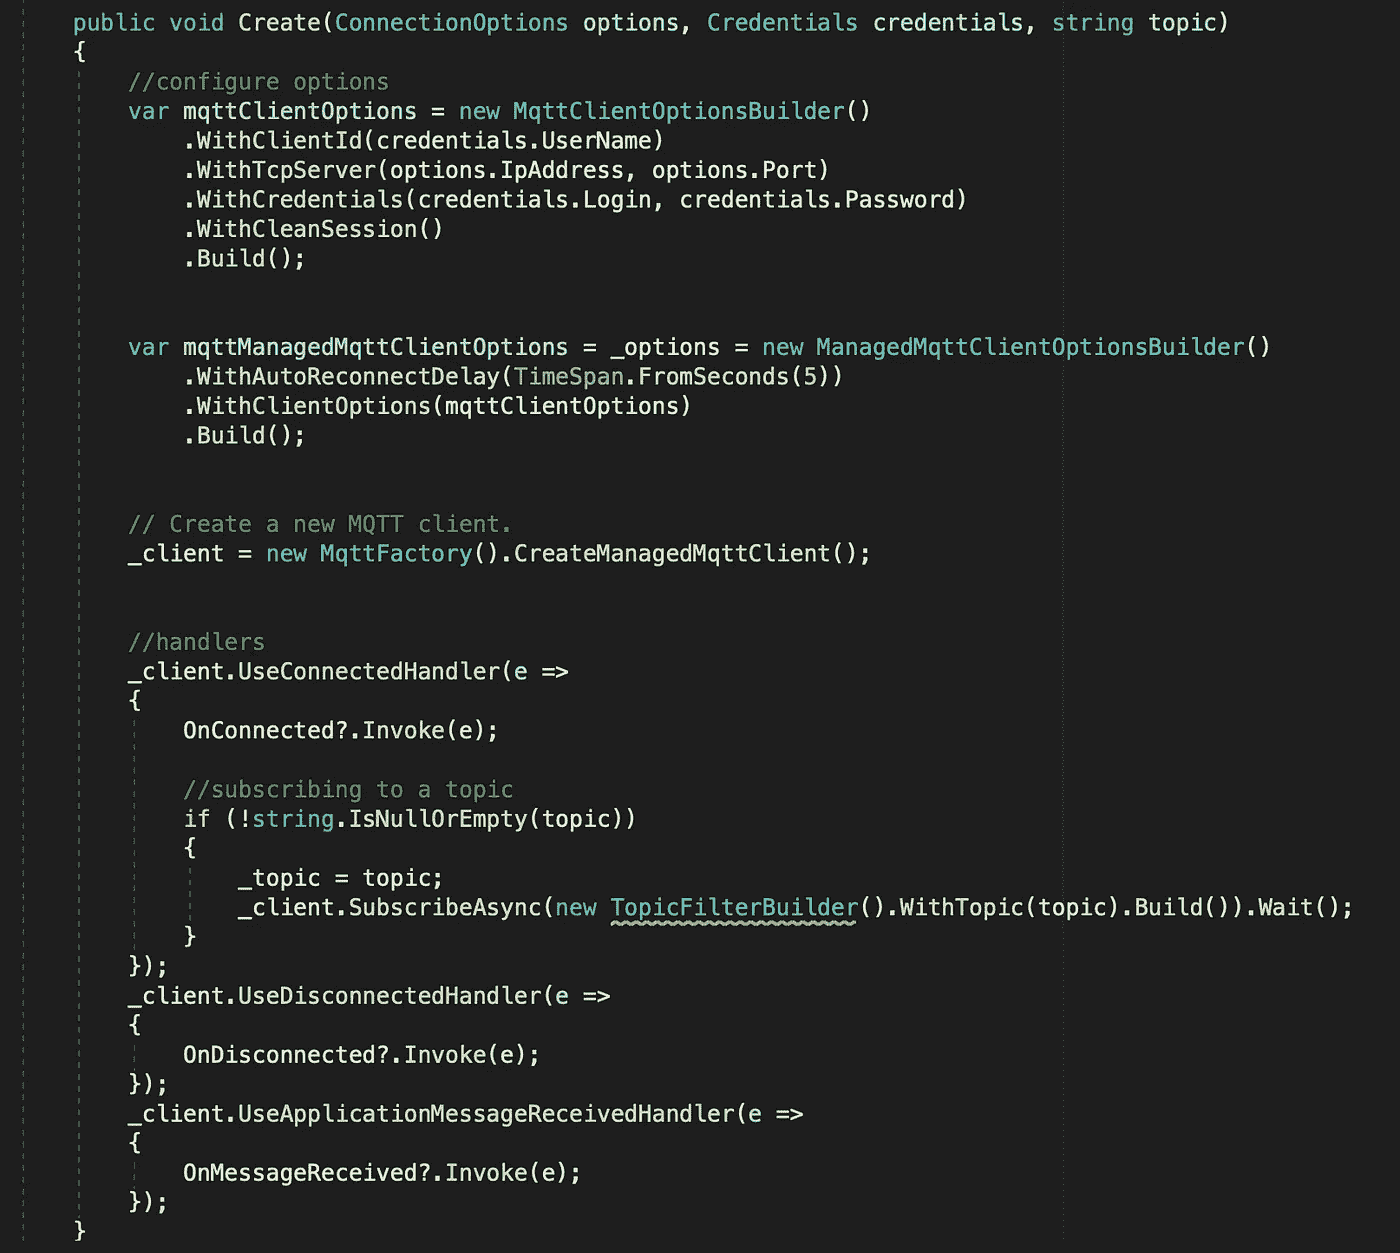 public void Create(ConnectionOptions options, Credentials credentials, string topic)
{
//configure options
var mqttClientOptions = new MqttClientOptionsBuilder()
.WithClientId(credentials.UserName)
.WithTcpServer(options.IpAddress, options.Port)
.WithCredentials(credentials.Login, credentials.Password)
.WithCleanSession()
.Build();
var mqttManagedMqttClientOptions = _options = new ManagedMqttClientOptionsBuilder()
.WithAutoReconnectDelay(TimeSpan.FromSeconds(5))
.WithClientOptions(mqttClientOptions)
.Build();
// Create a new MQTT client.
_client = new MqttFactory().CreateManagedMqttClient();
//handlers
_client.UseConnectedHandler(e =>
{
OnConnected?.Invoke(e);
//subscribing to a topic
if (!string.IsNullOrEmpty(topic))
{
_topic = topic;
_client.SubscribeAsync(new TopicFilterBuilder().WithTopic(topic).Build()).Wait();
}
});
_client.UseDisconnectedHandler(e =>
{
OnDisconnected?.Invoke(e);
});
_client.UseApplicationMessageReceivedHandler(e =>
{
OnMessageReceived?.Invoke(e);
});
}